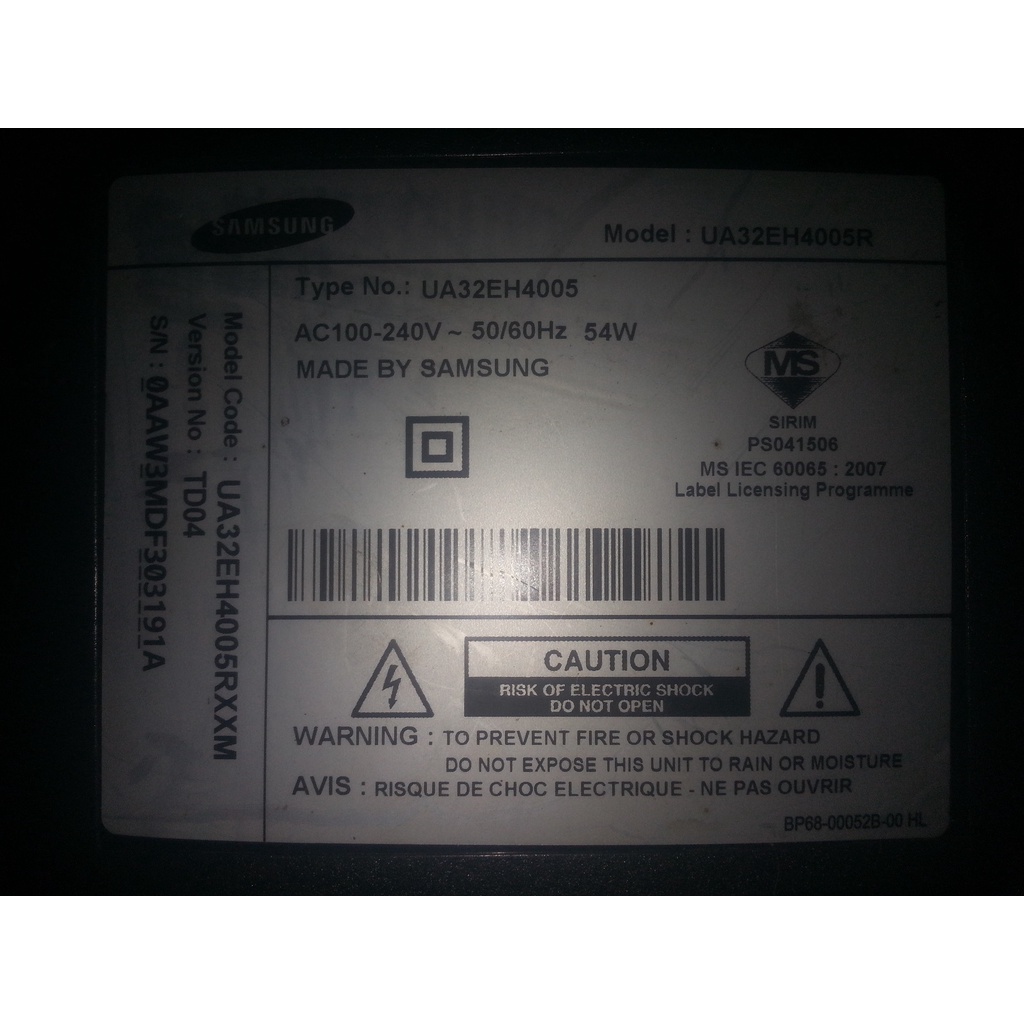 SAMSUNG
Model : UA32EH4005R
Type No.: UA32EH4005
AC100-240V ~ 50/60Hz 54W
MADE BY SAMSUNG
MS
SIRIM
PS041506
MS IEC 60065 : 2007
Label Licensing Programme
Model Code : UA32EH4005RXXM
Version No : TD04
S/N : 0AAW3MDF303191A
CAUTION
RISK OF ELECTRIC SHOCK
DO NOT OPEN
WARNING : TO PREVENT FIRE OR SHOCK HAZARD
DO NOT EXPOSE THIS UNIT TO RAIN OR MOISTURE
AVIS : RISQUE DE CHOC ELECTRIQUE - NE PAS OUVRIR
BP68-00052B-00 HL